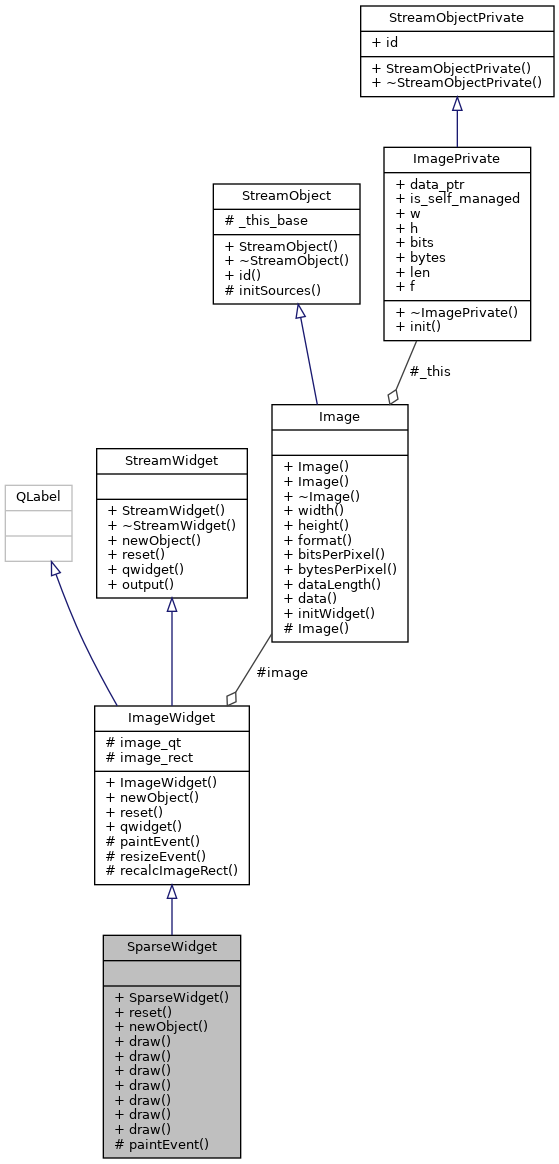 StreamObjectPrivate
+ id
+ StreamObjectPrivate()
+ ~StreamObjectPrivate()
ImagePrivate
+ data_ptr
+ is_self_managed
+ w
+ h
+ bits
+ bytes
+ len
+ f
+ ~ImagePrivate()
+ init()
StreamObject
# _this_base
+ StreamObject()
+ ~StreamObject()
+ id()
# initSources()
#_this
Image
+ Image()
+ Image()
+ ~Image()
+ width()
+ height()
+ format()
+ bitsPerPixel()
+ bytesPerPixel()
+ dataLength()
+ data()
+ initWidget()
# Image()
StreamWidget
+ StreamWidget()
+ ~StreamWidget()
+ newObject()
+ reset()
+ qwidget()
+ output()
QLabel
#image
ImageWidget
# image_qt
# image_rect
+ ImageWidget()
+ newObject()
+ reset()
+ qwidget()
# paintEvent()
# resizeEvent()
# recalcImageRect()
SparseWidget
+ SparseWidget()
+ reset()
+ newObject()
+ draw()
+ draw()
+ draw()
+ draw()
+ draw()
+ draw()
+ draw()
# paintEvent()